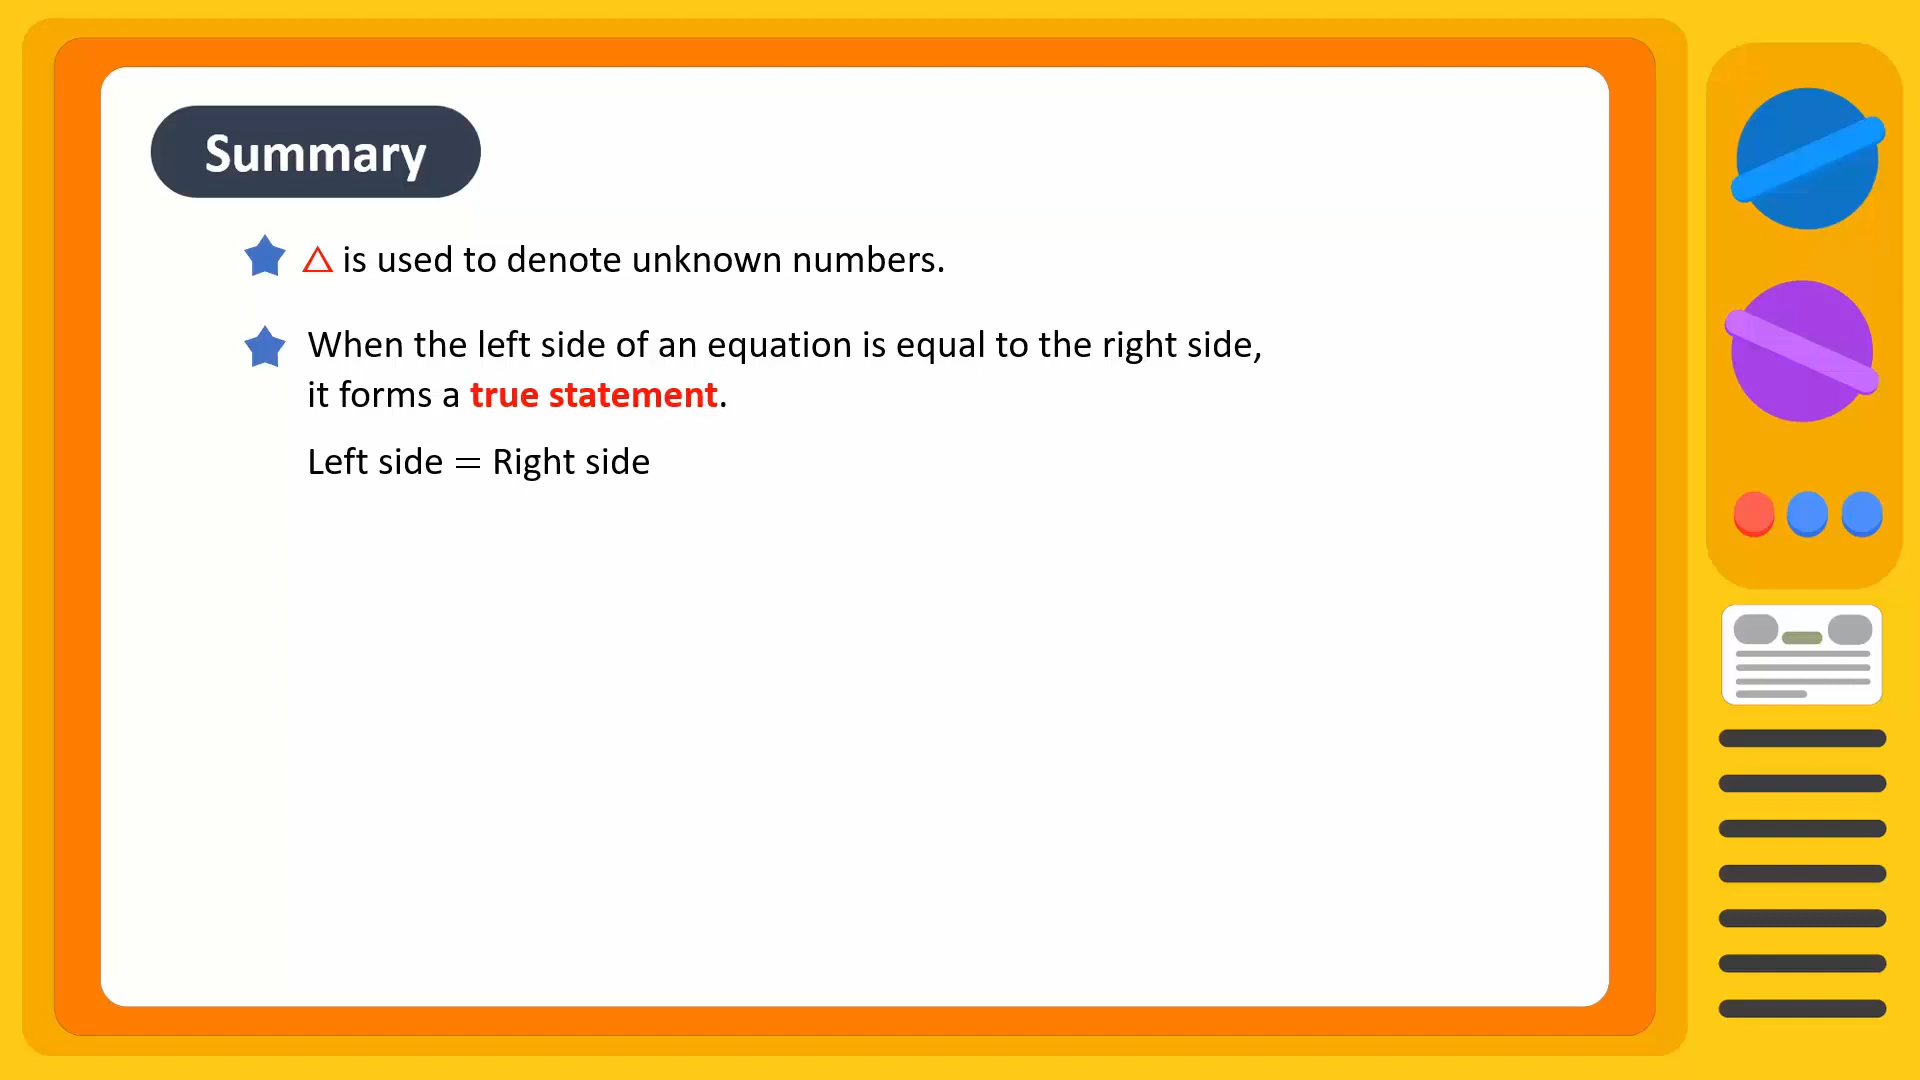 Summary
△ is used to denote unknown numbers.
When the left side of an equation is equal to the right side,
it forms a true statement.
Left side = Right side